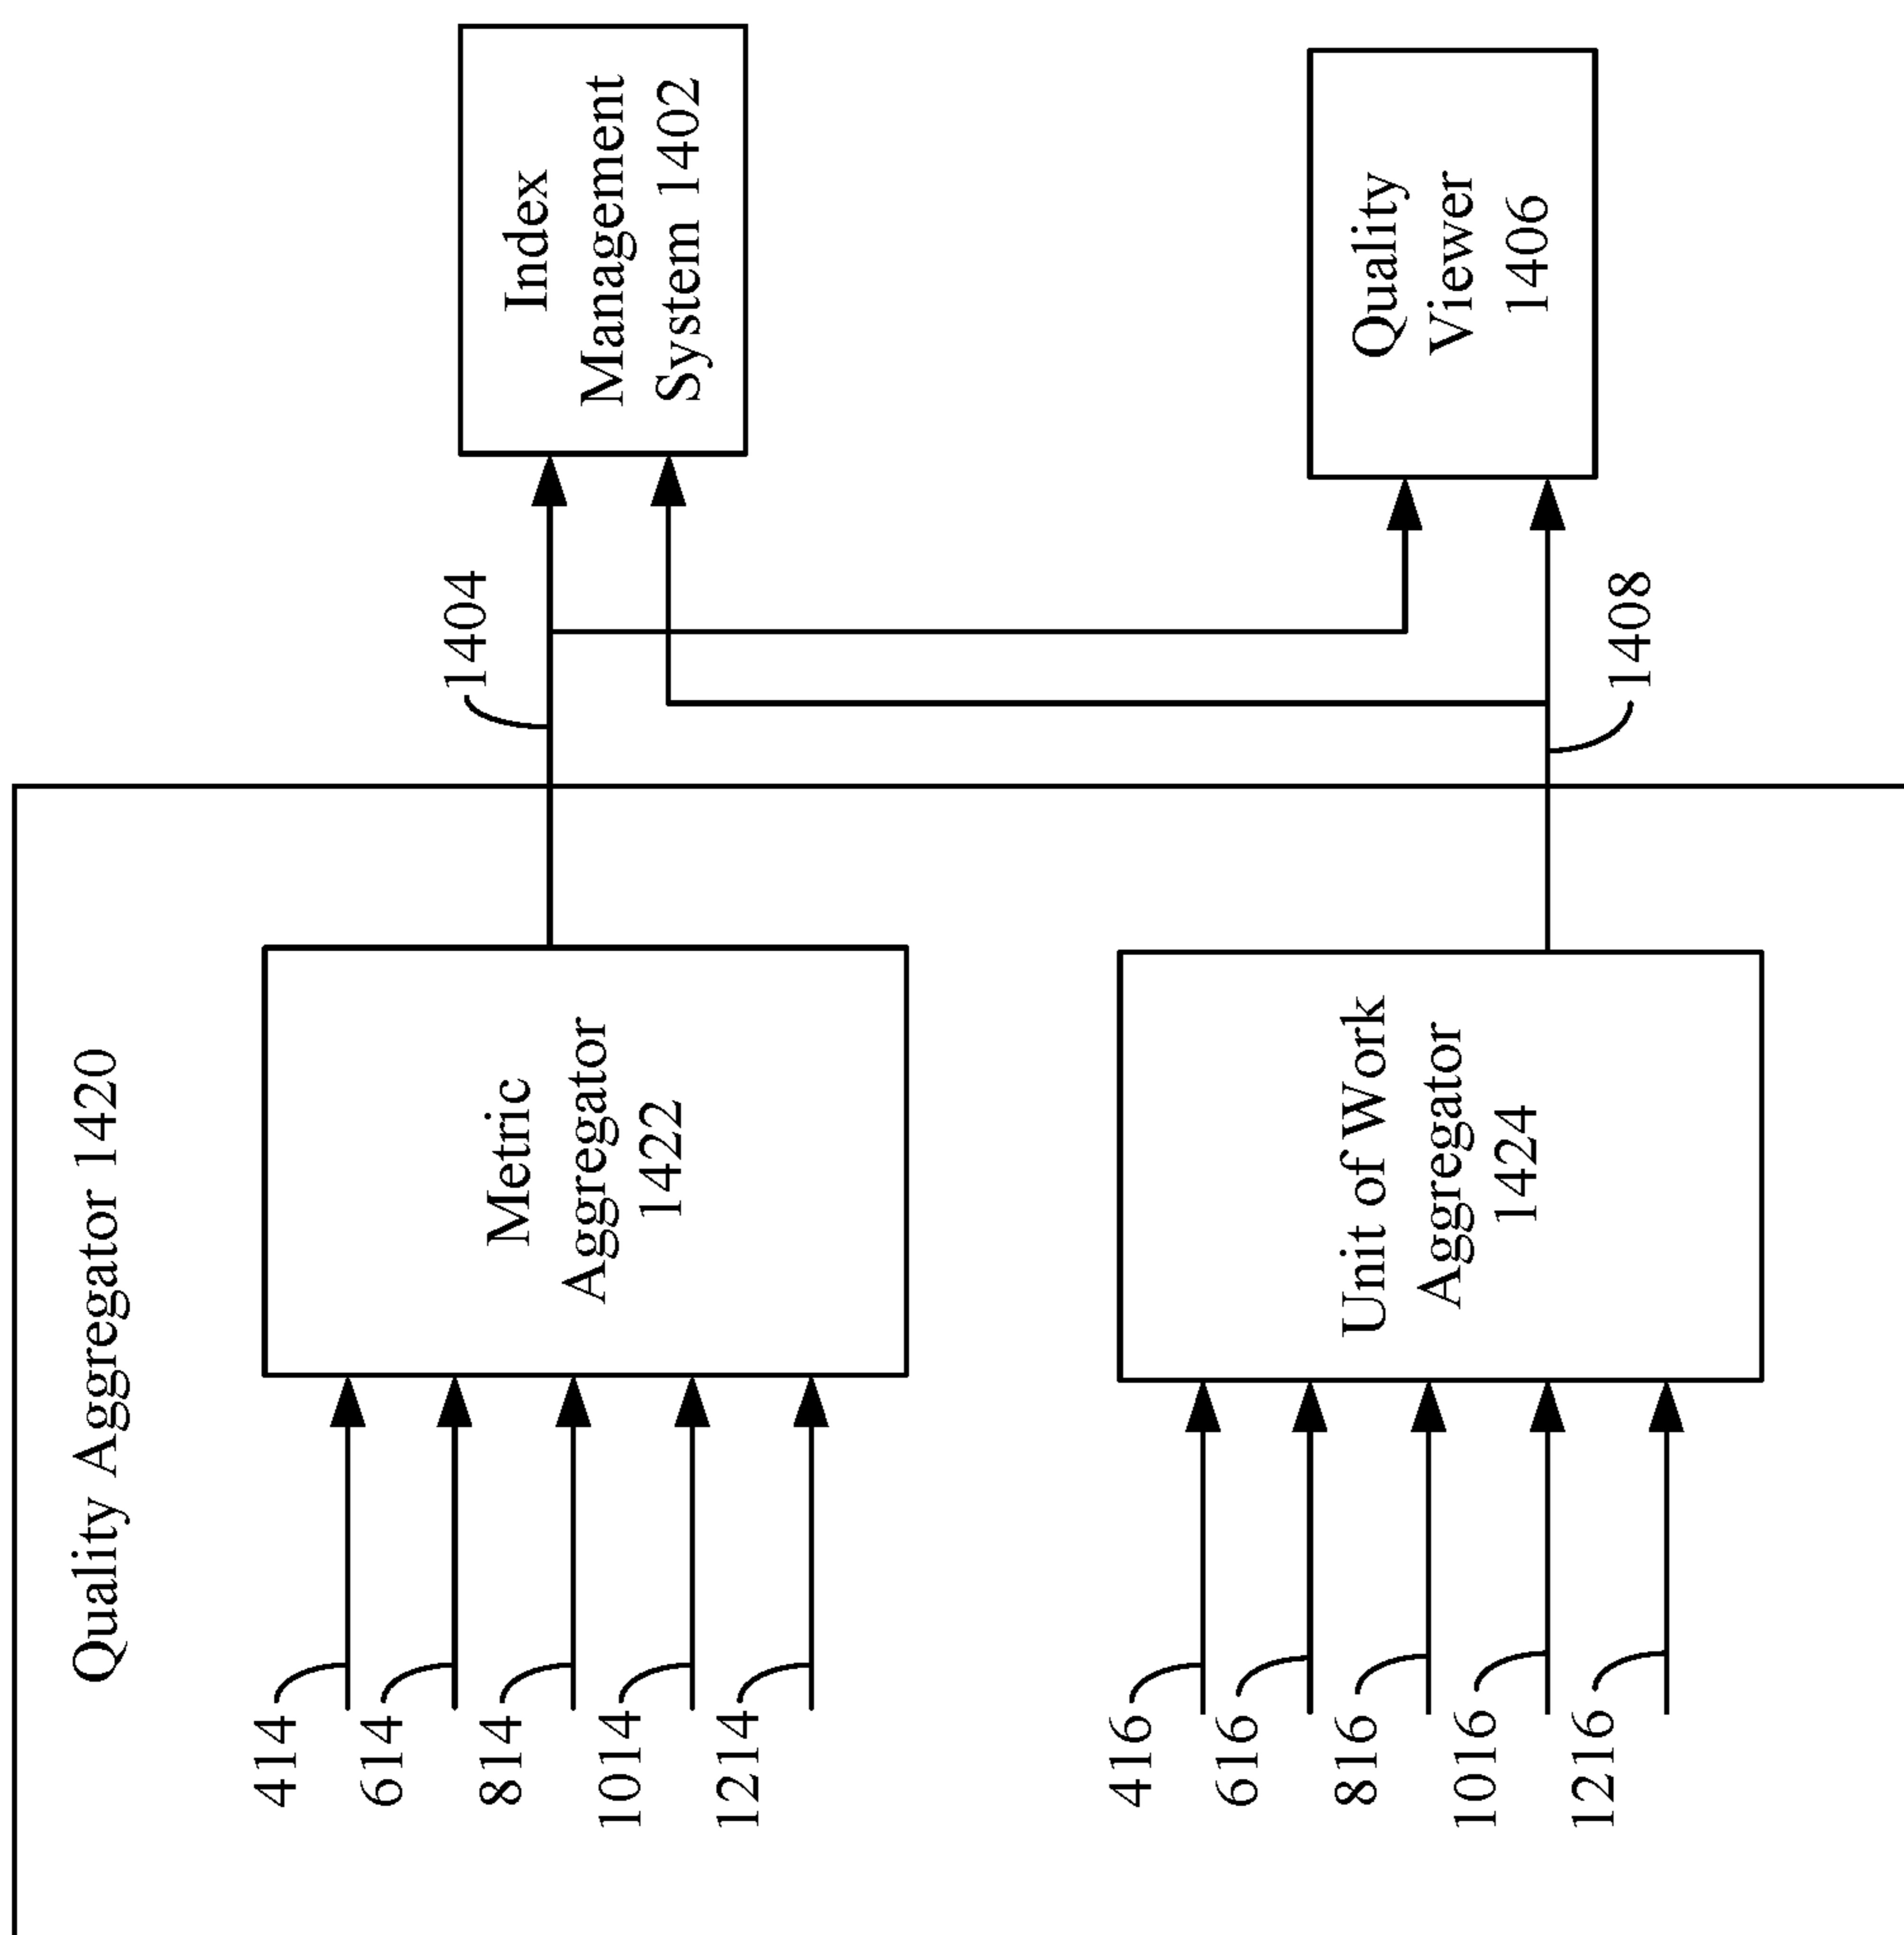 Quality Aggregator 1420
414
614
814
1014
1214
Metric
Aggregator
1422
1404
Index
Management
System 1402
416
616
816
1016
1216
Unit of Work
Aggregator
1424
1408
Quality
Viewer
1406